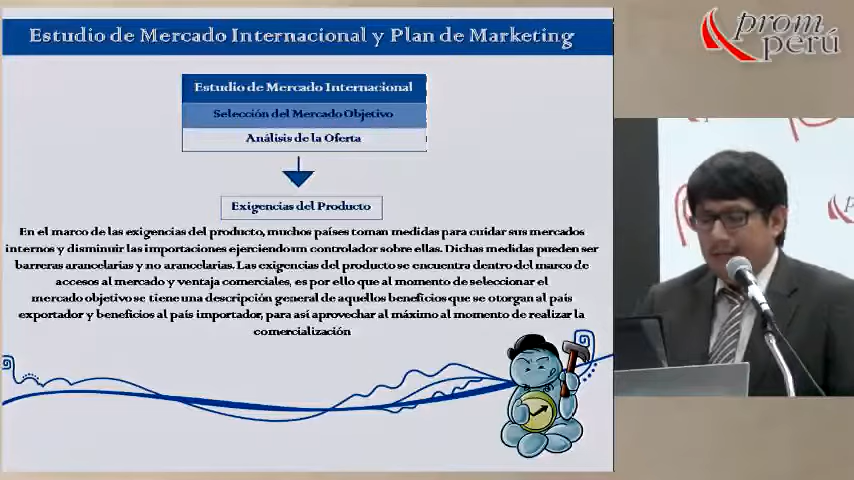 Estudio de Mercado Internacional y Plan de Marketing
prom
perú
Estudio de Mercado Internacional
Selección del Mercado Objetivo
Análisis de la Oferta
Exigencias del Producto
En el marco de las exigencias del producto, muchos países toman medidas para cuidar sus mercados
internos y disminuir las importaciones ejerciendo un controlador sobre ellas. Dichas medidas pueden ser
barreras arancelarias y no arancelarias. Las exigencias del producto se encuentra dentro del marco de
accesos al mercado y ventaja comerciales, es por ello que al momento de seleccionar el
mercado objetivo se tiene una descripción general de aquellos beneficios que se otorgan al país
exportador y beneficios al país importador, para así aprovechar al máximo al momento de realizar la
comercialización